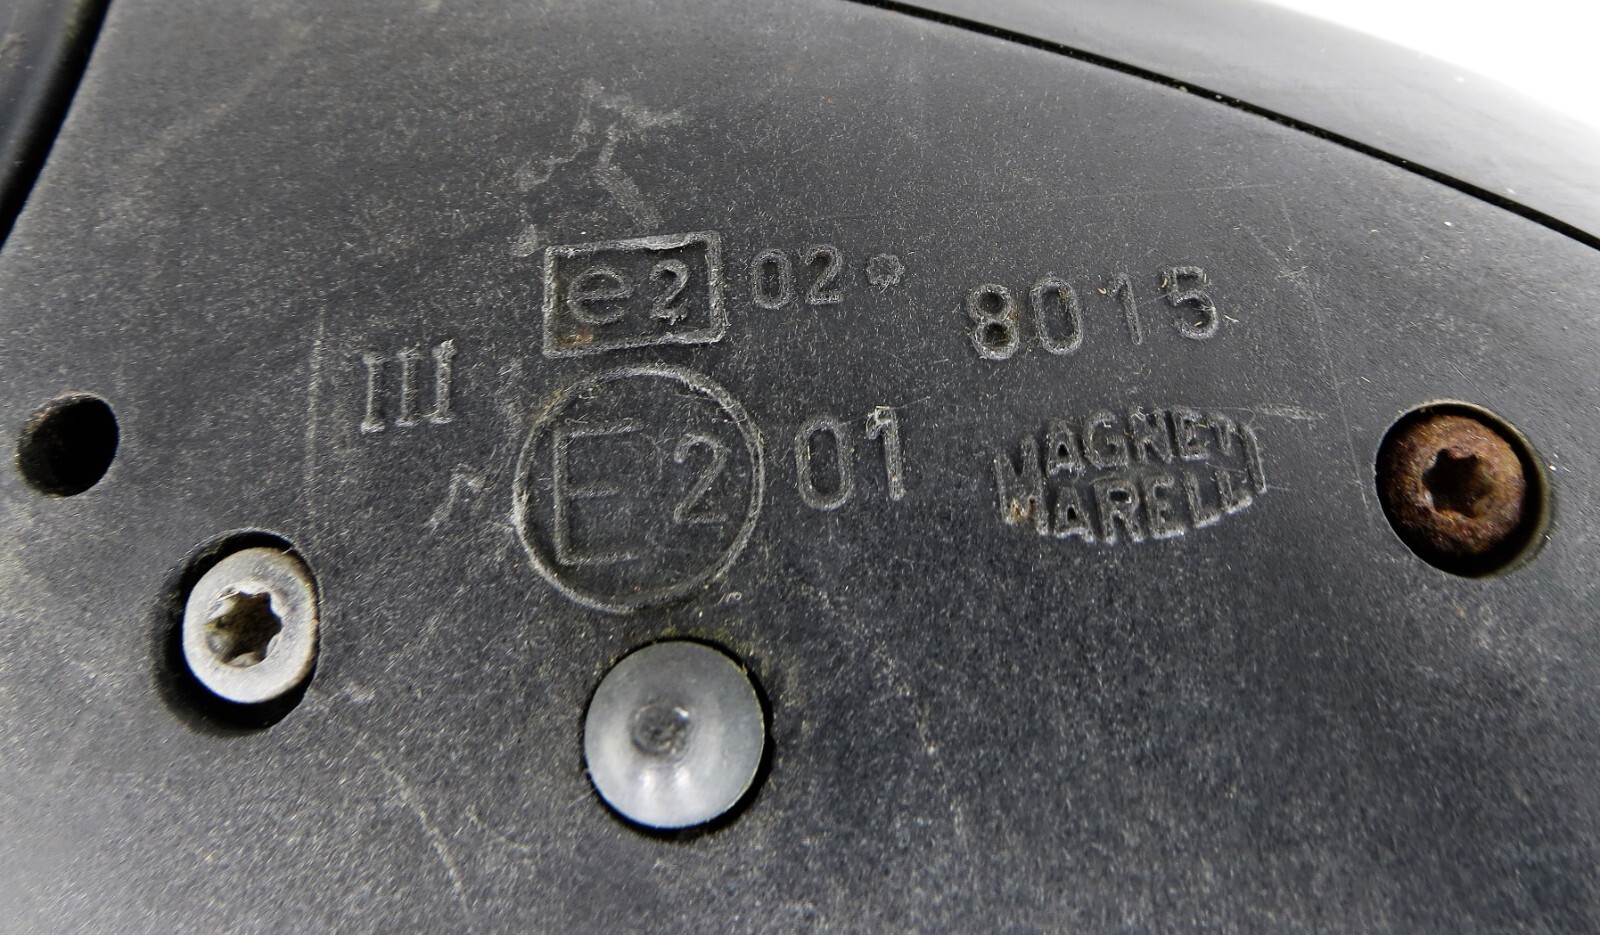 e2 02* 8015
III
E2 01
MAGNETI
MARELLI